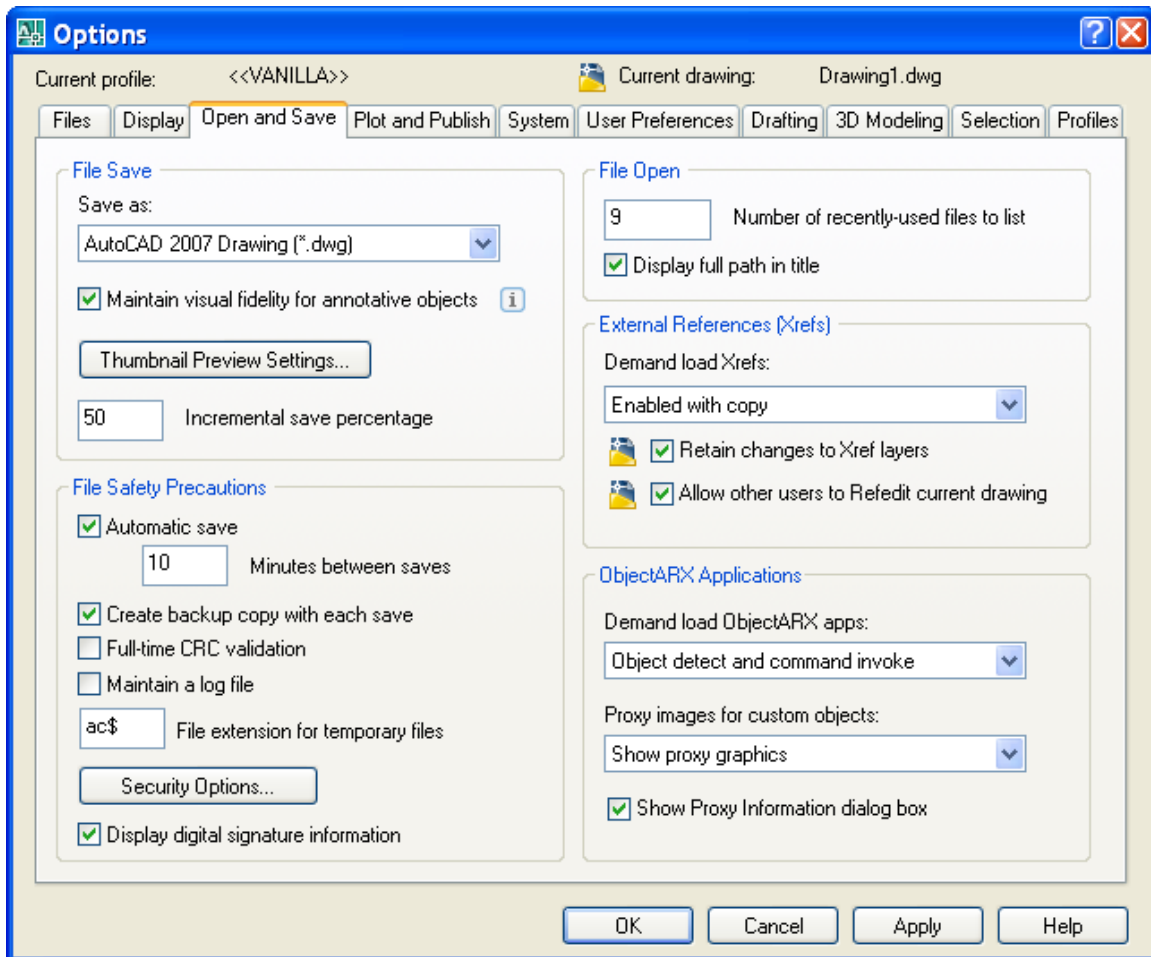 Options
Current profile: <<VANILLA>> Current drawing: Drawing1.dwg
Files Display Open and Save Plot and Publish System User Preferences Drafting 3D Modeling Selection Profiles
File Save
Save as:
AutoCAD 2007 Drawing (*.dwg)
Maintain visual fidelity for annotative objects
Thumbnail Preview Settings...
50 Incremental save percentage
File Safety Precautions
Automatic save
10 Minutes between saves
Create backup copy with each save
Full-time CRC validation
Maintain a log file
ac$ File extension for temporary files
Security Options...
Display digital signature information
File Open
9 Number of recently-used files to list
Display full path in title
External References (Xrefs)
Demand load Xrefs:
Enabled with copy
Retain changes to Xref layers
Allow other users to Refedit current drawing
ObjectARX Applications
Demand load ObjectARX apps:
Object detect and command invoke
Proxy images for custom objects:
Show proxy graphics
Show Proxy Information dialog box
OK Cancel Apply Help